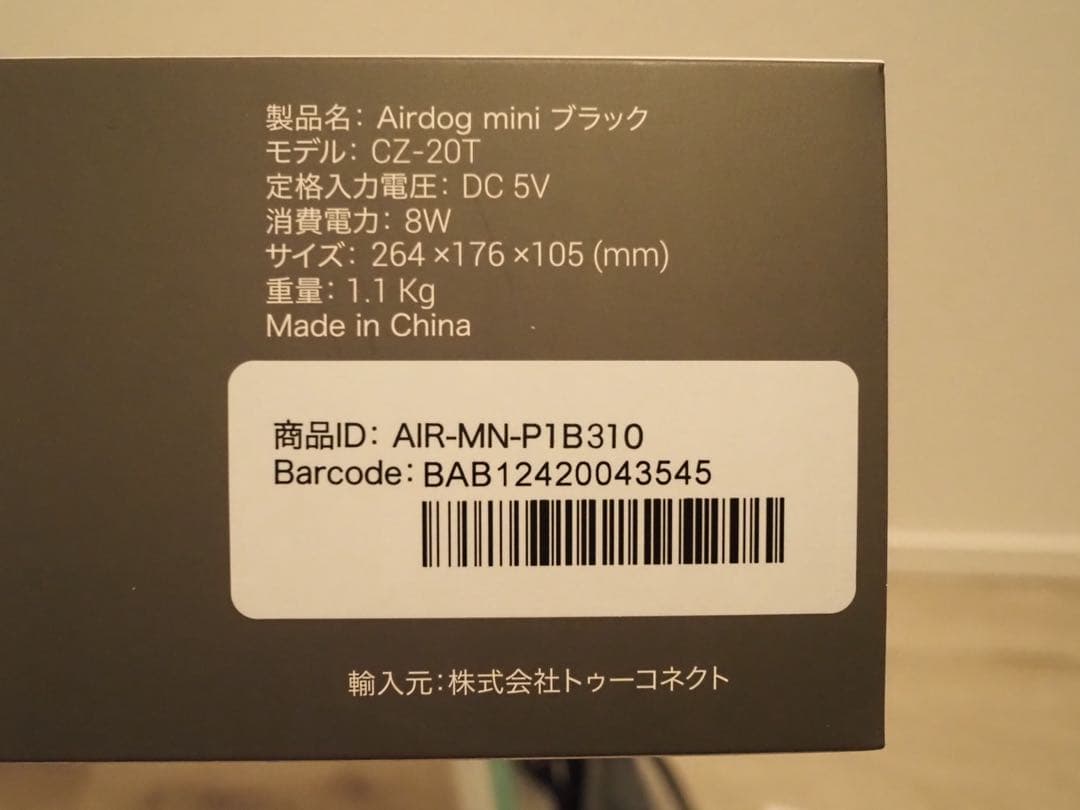 製品名: Airdog mini ブラック
モデル: CZ-20T
定格入力電圧: DC 5V
消費電力: 8W
サイズ: 264 ×176 ×105 (mm)
重量: 1.1 Kg
Made in China
商品ID: AIR-MN-P1B310
Barcode: BAB12420043545
輸入元:株式会社トゥーコネクト